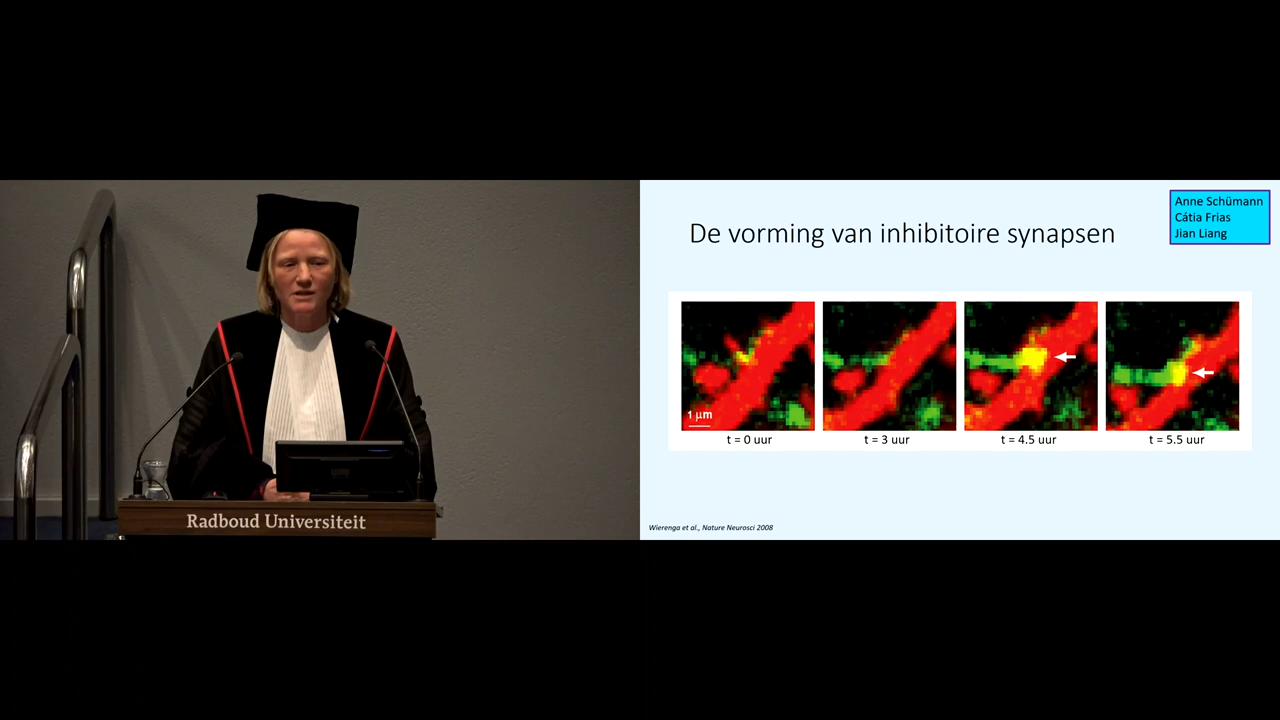 Radboud Universiteit
De vorming van inhibitoire synapsen
Anne Schümann
Cátia Frias
Jian Liang
1 µm
t = 0 uur
t = 3 uur
t = 4.5 uur
t = 5.5 uur
Wierenga et al., Nature Neurosci 2008